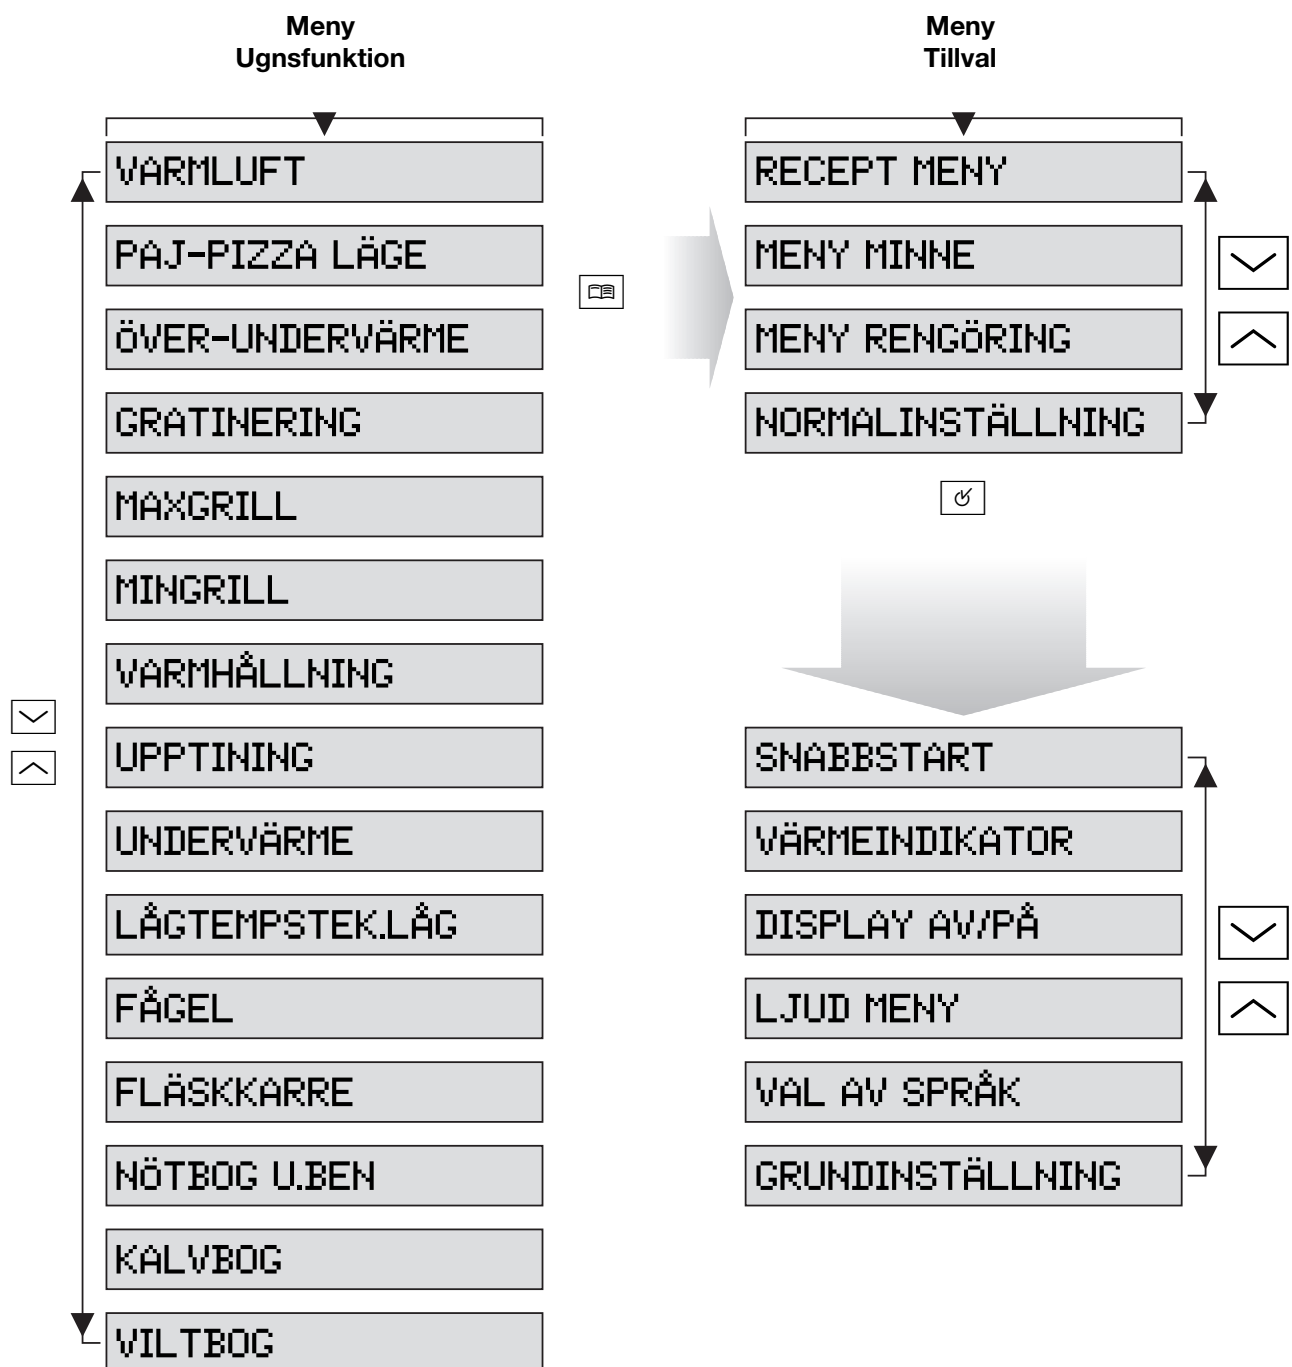 Meny
Ugnsfunktion
VARMLUFT
PAJ-PIZZA LÄGE
ÖVER-UNDERVÄRME
GRATINERING
MAXGRILL
MINGRILL
VARMHÅLLNING
UPPTINING
UNDERVÄRME
LÅGTEMPSTEK.LÅG
FÅGEL
FLÄSKKARRE
NÖTBOG U.BEN
KALVBOG
VILTBOG
Meny
Tillval
RECEPT MENY
MENY MINNE
MENY RENGÖRING
NORMALINSTÄLLNING
SNABBSTART
VÄRMEINDIKATOR
DISPLAY AV/PÅ
LJUD MENY
VAL AV SPRÅK
GRUNDINSTÄLLNING